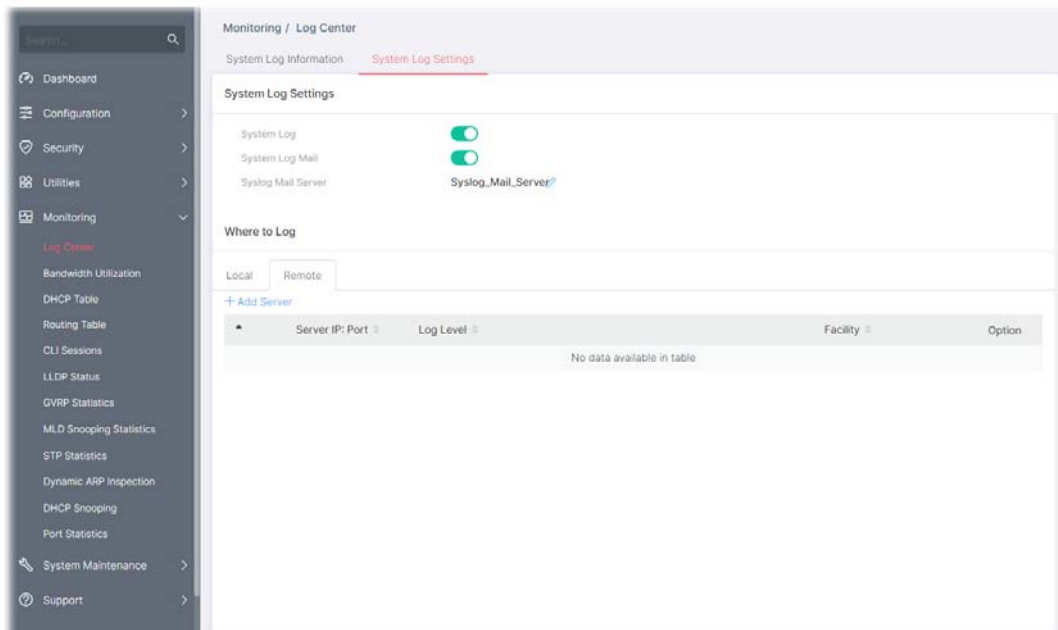 Search...
Dashboard
Configuration
Security
Utilities
Monitoring
Log Center
Bandwidth Utilization
DHCP Table
Routing Table
CLI Sessions
LLDP Status
GVRP Statistics
MLD Snooping Statistics
STP Statistics
Dynamic ARP Inspection
DHCP Snooping
Port Statistics
System Maintenance
Support
Monitoring / Log Center
System Log Information System Log Settings
System Log Settings
System Log
System Log Mail
Syslog Mail Server Syslog_Mail_Server
Where to Log
Local Remote
+ Add Server
Server IP: Port Log Level Facility Option
No data available in table